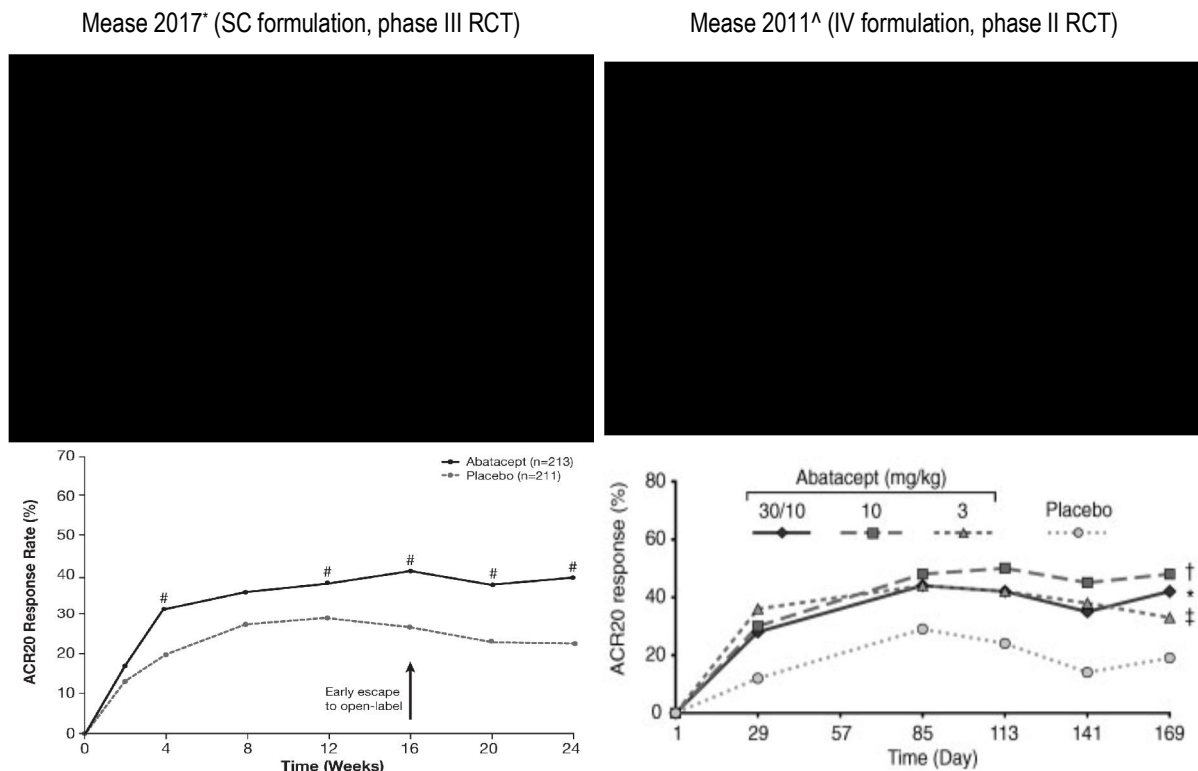 Mease 2017* (SC formulation, phase III RCT)
Mease 2011^ (IV formulation, phase II RCT)
ACR20 Response Rate (%)
70
60
50
40
30
20
10
0
Abatacept (n=213)
Placebo (n=211)
#
#
#
#
#
Early escape
to open-label
0 4 8 12 16 20 24
Time (Weeks)
ACR20 response (%)
80
60
40
20
0
Abatacept (mg/kg)
30/10 10 3 Placebo
†
*
‡
1 29 57 85 113 141 169
Time (Day)